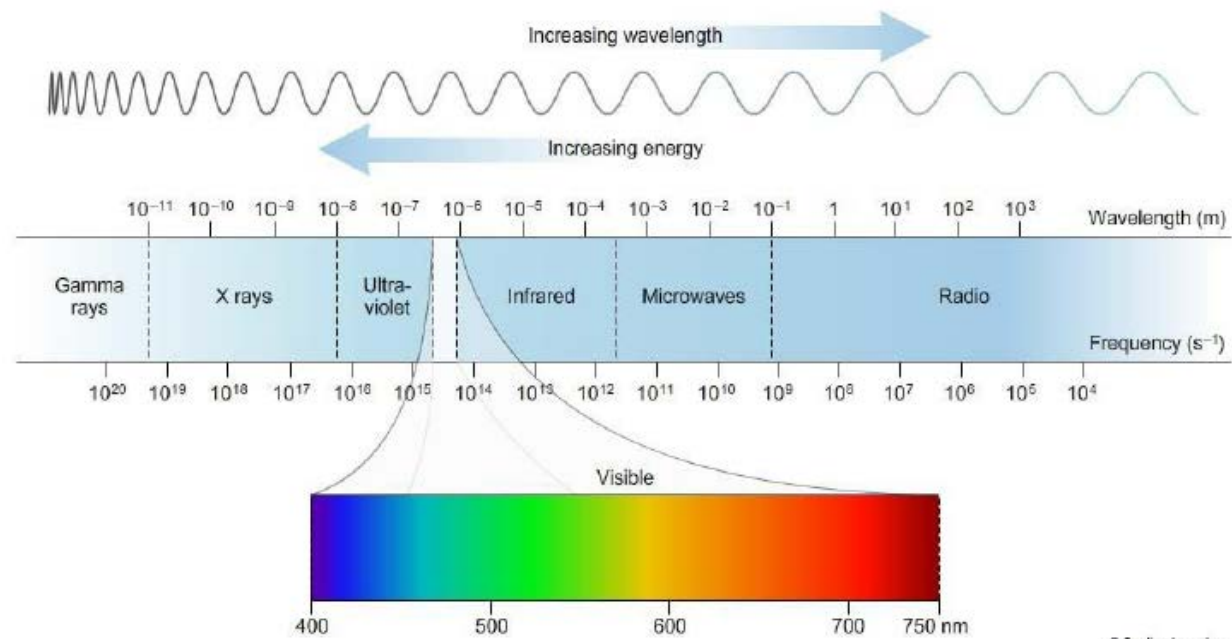 Increasing wavelength
Increasing energy
10⁻¹¹ 10⁻¹⁰ 10⁻⁹ 10⁻⁸ 10⁻⁷ 10⁻⁶ 10⁻⁵ 10⁻⁴ 10⁻³ 10⁻² 10⁻¹ 1 10¹ 10² 10³ Wavelength (m)
Gamma rays
X rays
Ultra-violet
Infrared
Microwaves
Radio
Frequency (s⁻¹)
10²⁰ 10¹⁹ 10¹⁸ 10¹⁷ 10¹⁶ 10¹⁵ 10¹⁴ 10¹³ 10¹² 10¹¹ 10¹⁰ 10⁹ 10⁸ 10⁷ 10⁶ 10⁵ 10⁴
Visible
400 500 600 700 750 nm